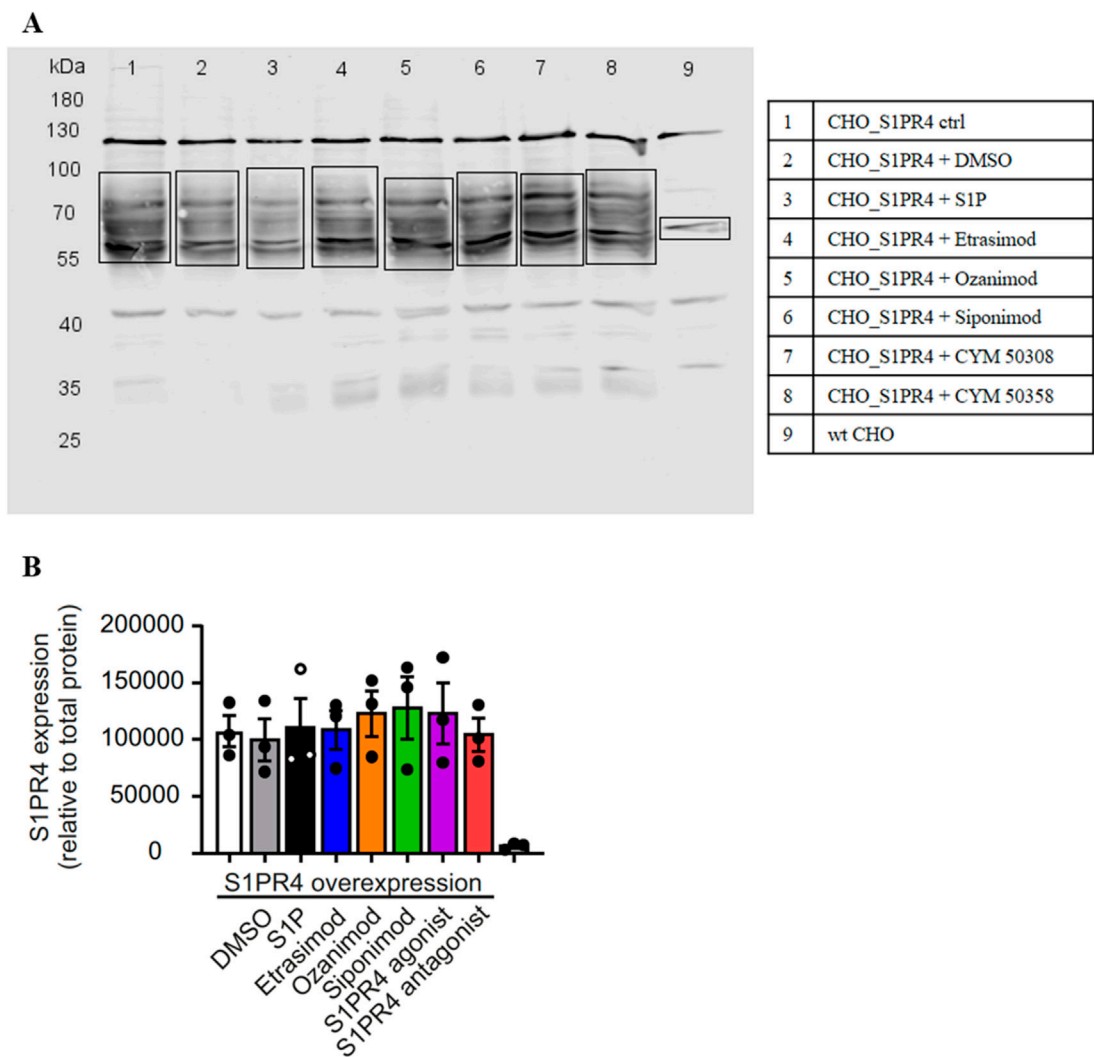 A
kDa 1 2 3 4 5 6 7 8 9
180
130
100
70
55
40
35
25
1 CHO_S1PR4 ctrl
2 CHO_S1PR4 + DMSO
3 CHO_S1PR4 + S1P
4 CHO_S1PR4 + Etrasimod
5 CHO_S1PR4 + Ozanimod
6 CHO_S1PR4 + Siponimod
7 CHO_S1PR4 + CYM 50308
8 CHO_S1PR4 + CYM 50358
9 wt CHO
B
S1PR4 expression
(relative to total protein)
200000
150000
100000
50000
0
S1PR4 overexpression
DMSO
S1P
Etrasimod
Ozanimod
Siponimod
S1PR4 agonist
S1PR4 antagonist